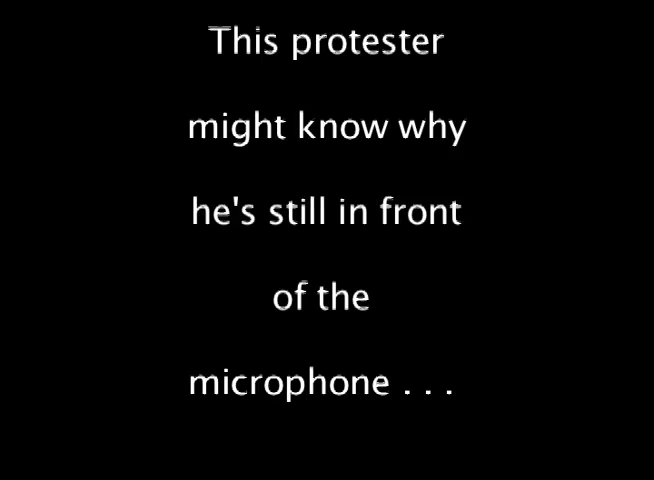 This protester
might know why
he's still in front
of the
microphone . . .